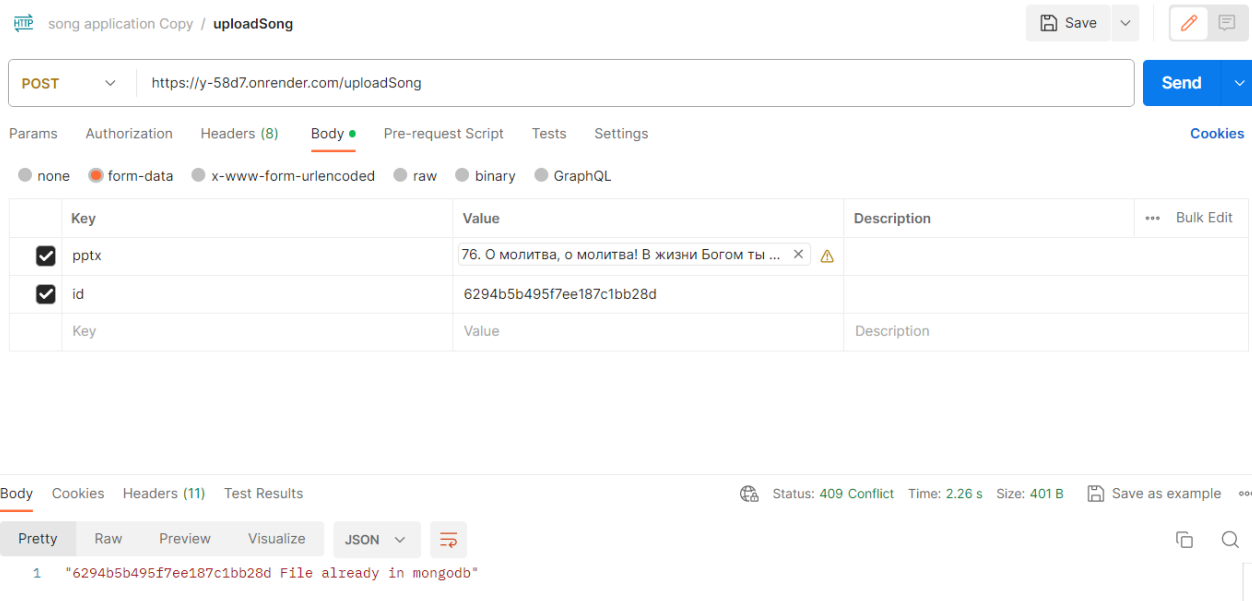 HTTP song application Copy / uploadSong Save
POST https://y-58d7.onrender.com/uploadSong Send
Params Authorization Headers (8) Body Pre-request Script Tests Settings Cookies
none form-data x-www-form-urlencoded raw binary GraphQL
Key Value Description ... Bulk Edit
pptx 76. О молитва, о молитва! В жизни Богом ты ...
id 6294b5b495f7ee187c1bb28d
Key Value Description
Body Cookies Headers (11) Test Results Status: 409 Conflict Time: 2.26 s Size: 401 B Save as example
Pretty Raw Preview Visualize JSON
1 "6294b5b495f7ee187c1bb28d File already in mongodb"